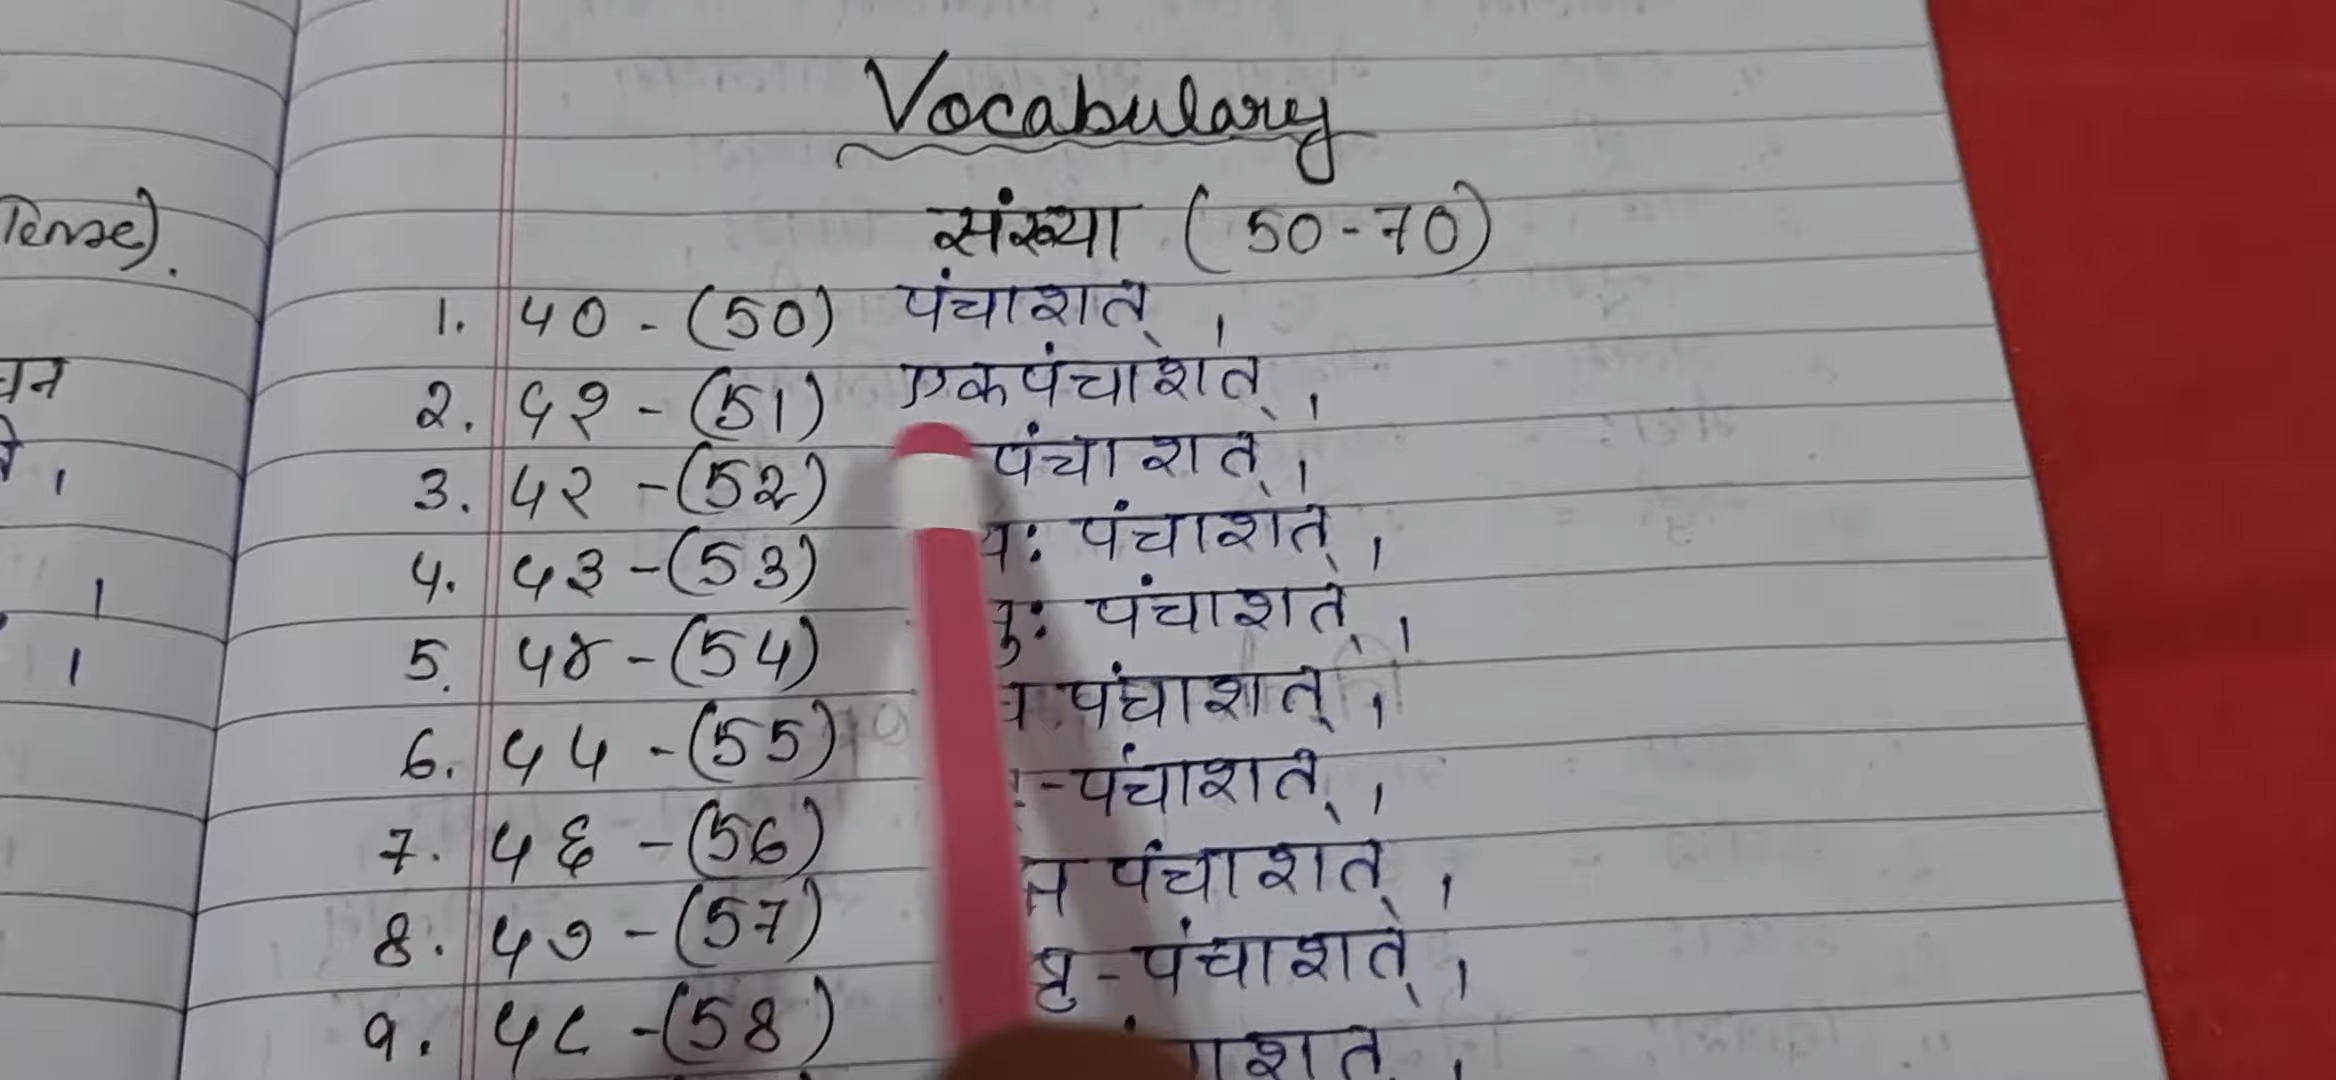 Vocabulary
Tense).
संख्या (50-70)
1. ५० - (50) पंचाशत् ।
2. ५१ - (51) एकपंचाशत् ।
3. ५२ - (52) पंचाशत् ।
4. ५३ - (53) पंचाशत् ।
5. ५४ - (54) पंचाशत् ।
6. ५५ - (55) पंचाशत् ।
7. ५६ - (56) -पंचाशत् ।
8. ५७ - (57) पंचाशत् ।
9. ५८ - (58) -पंचाशत् ।